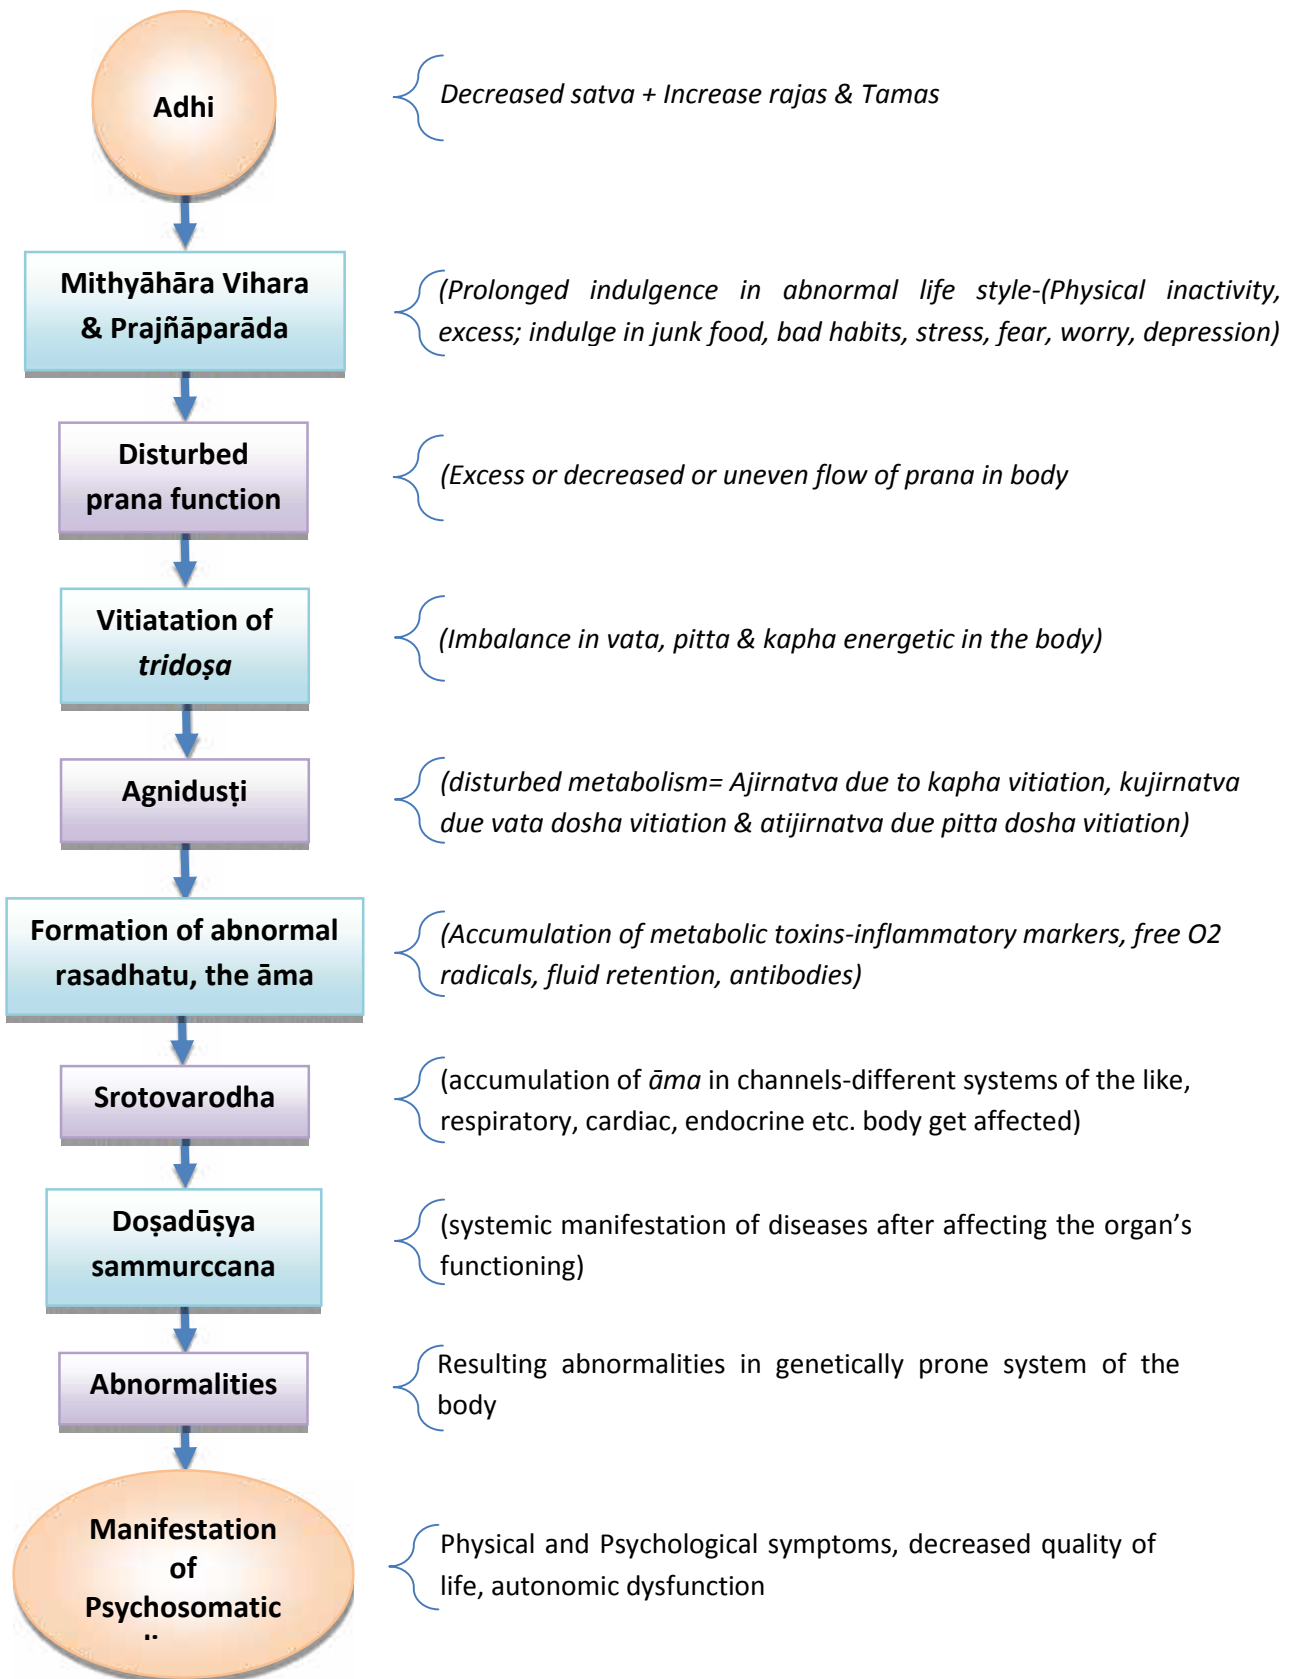 Adhi
Decreased satva + Increase rajas & Tamas
Mithyāhāra Vihara
& Prajñāparāda
(Prolonged indulgence in abnormal life style-(Physical inactivity,
excess; indulge in junk food, bad habits, stress, fear, worry, depression)
Disturbed
prana function
(Excess or decreased or uneven flow of prana in body
Vitiatation of
tridoṣa
(Imbalance in vata, pitta & kapha energetic in the body)
Agnidusṭi
(disturbed metabolism= Ajirnatva due to kapha vitiation, kujirnatva
due vata dosha vitiation & atijirnatva due pitta dosha vitiation)
Formation of abnormal
rasadhatu, the āma
(Accumulation of metabolic toxins-inflammatory markers, free O2
radicals, fluid retention, antibodies)
Srotovarodha
(accumulation of āma in channels-different systems of the like,
respiratory, cardiac, endocrine etc. body get affected)
Doṣadūṣya
sammurccana
(systemic manifestation of diseases after affecting the organ’s
functioning)
Abnormalities
Resulting abnormalities in genetically prone system of the
body
Manifestation
of
Psychosomatic
Physical and Psychological symptoms, decreased quality of
life, autonomic dysfunction